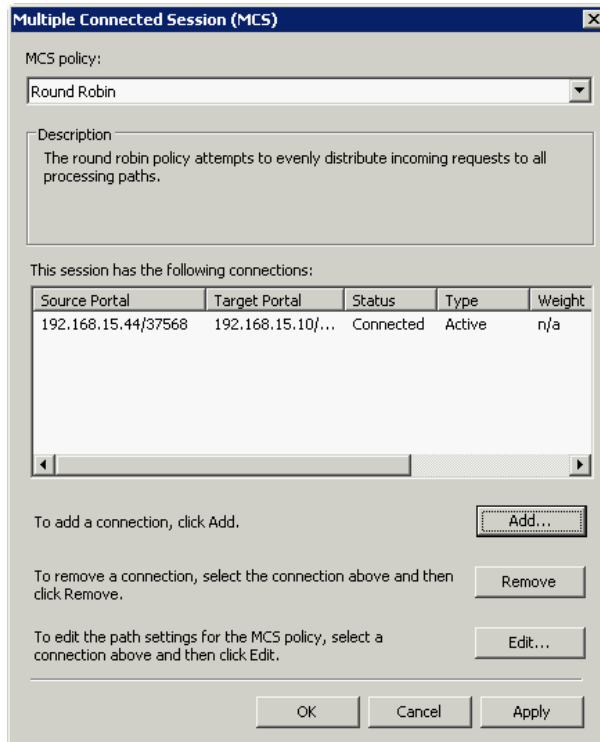 Multiple Connected Session (MCS)
MCS policy:
Round Robin
Description
The round robin policy attempts to evenly distribute incoming requests to all
processing paths.
This session has the following connections:
Source Portal Target Portal Status Type Weight
192.168.15.44/37568 192.168.15.10/... Connected Active n/a
To add a connection, click Add.
Add...
To remove a connection, select the connection above and then
click Remove.
Remove
To edit the path settings for the MCS policy, select a
connection above and then click Edit.
Edit...
OK Cancel Apply